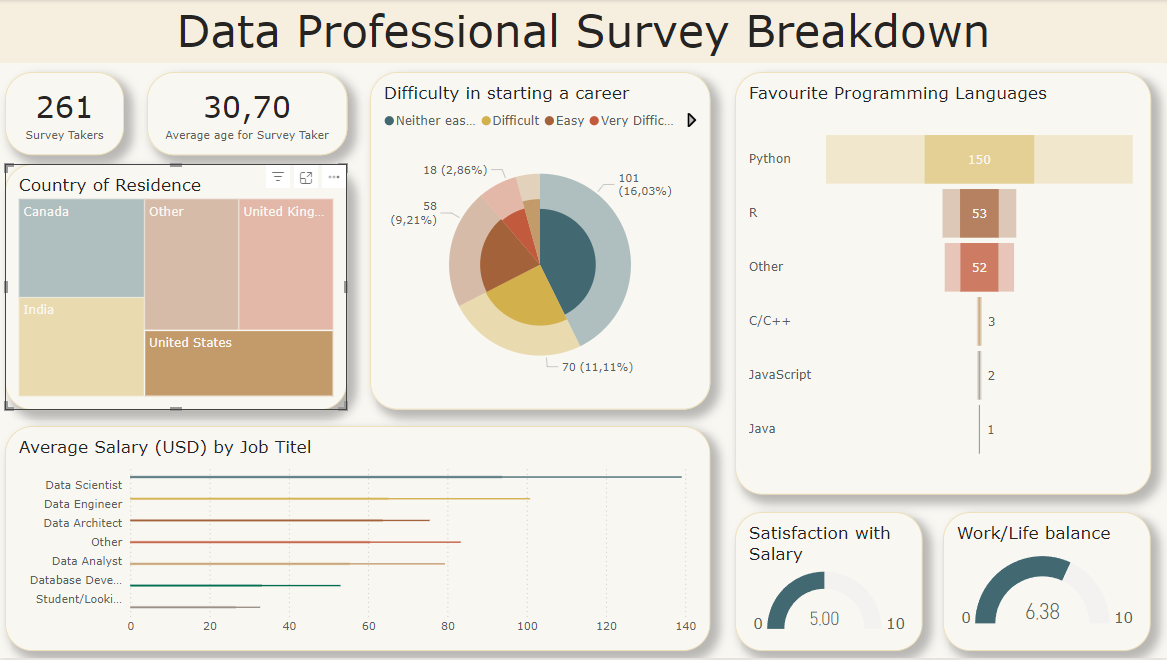 Data Professional Survey Breakdown
261
Survey Takers
30,70
Average age for Survey Taker
Country of Residence
Canada
Other
United King...
India
United States
Difficulty in starting a career
Neither eas...
Difficult
Easy
Very Diffic...
18 (2,86%)
101
(16,03%)
58
(9,21%)
70 (11,11%)
Favourite Programming Languages
Python
150
R
53
Other
52
C/C++
3
JavaScript
2
Java
1
Average Salary (USD) by Job Titel
Data Scientist
Data Engineer
Data Architect
Other
Data Analyst
Database Deve...
Student/Looki...
0 20 40 60 80 100 120 140
Satisfaction with
Salary
0
5.00
10
Work/Life balance
0
6.38
10